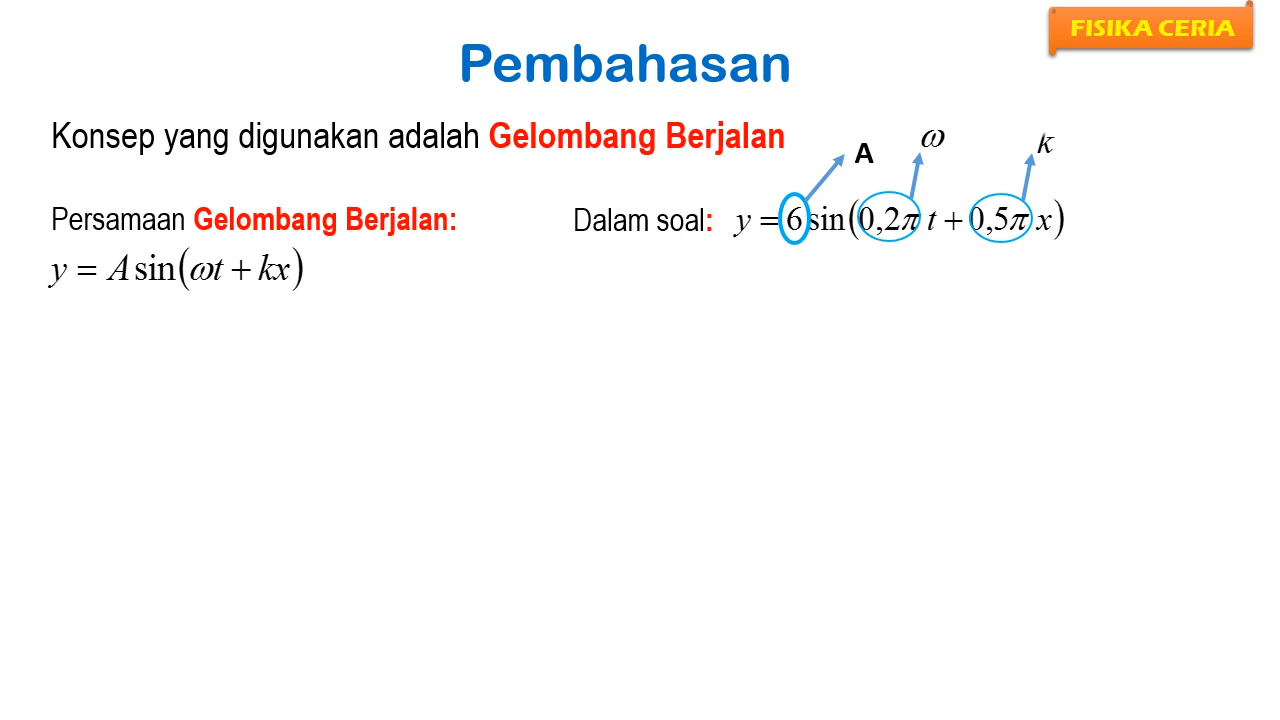 FISIKA CERIA
Pembahasan
Konsep yang digunakan adalah Gelombang Berjalan
A ω k
Persamaan Gelombang Berjalan:
y = A sin(ωt + kx)
Dalam soal: y = 6 sin(0,2π t + 0,5π x)